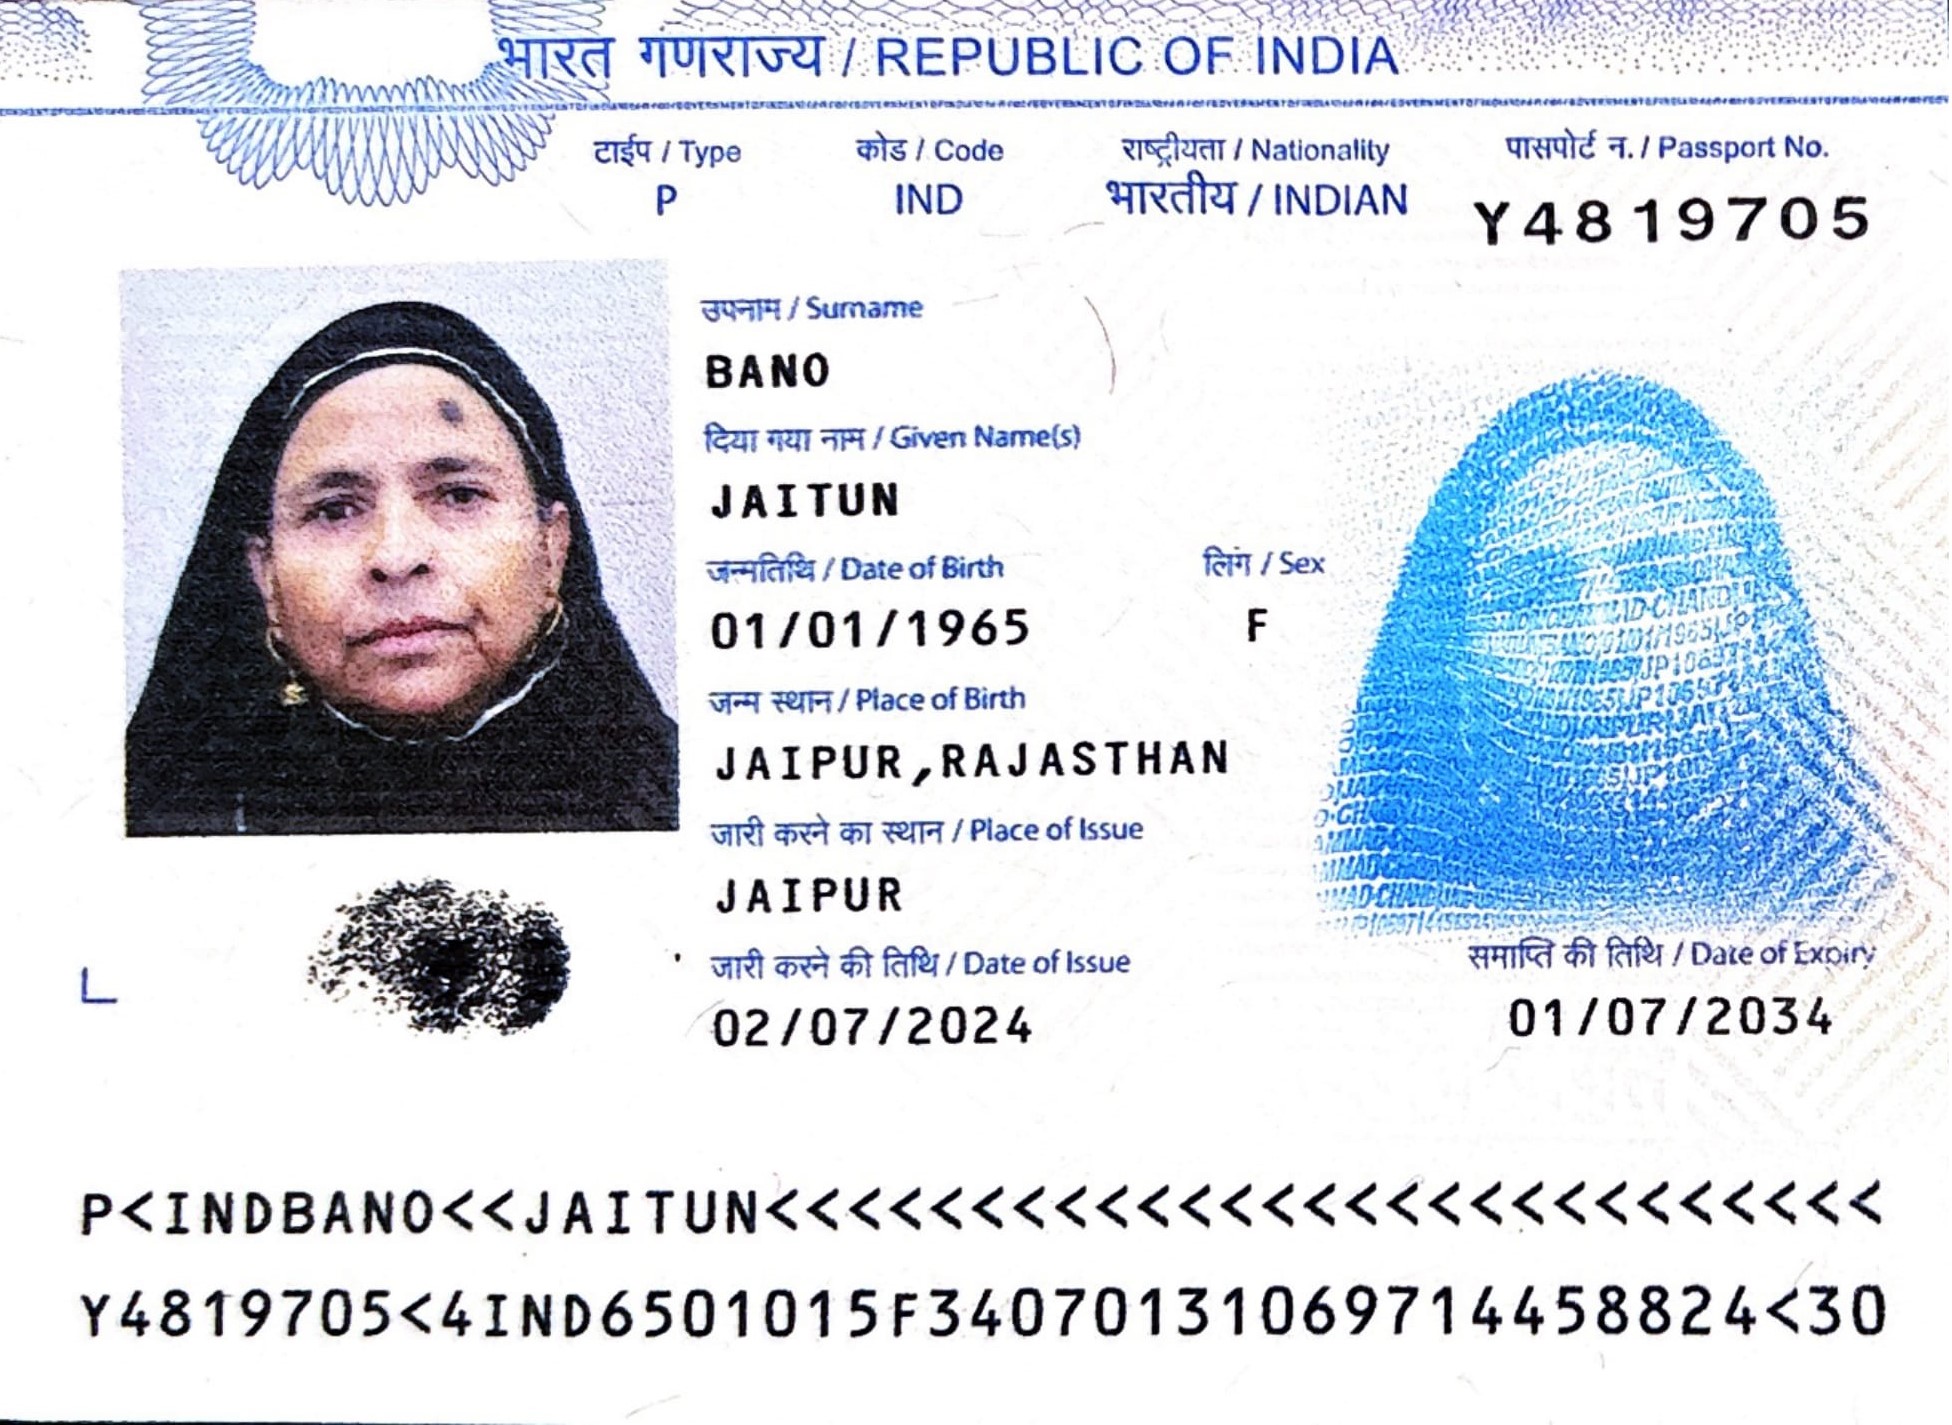 भारत गणराज्य / REPUBLIC OF INDIA
टाईप / Type
कोड / Code
राष्ट्रीयता / Nationality
पासपोर्ट न. / Passport No.
P
IND
भारतीय / INDIAN
Y4819705
उपनाम / Surname
BANO
दिया गया नाम / Given Name(s)
JAITUN
जन्मतिथि / Date of Birth
लिंग / Sex
01/01/1965
F
जन्म स्थान / Place of Birth
JAIPUR,RAJASTHAN
जारी करने का स्थान / Place of Issue
JAIPUR
जारी करने की तिथि / Date of Issue
समाप्ति की तिथि / Date of Expiry
02/07/2024
01/07/2034
P<INDBANO<<JAITUN<<<<<<<<<<<<<<<<<<<<<<<<<<<
Y4819705<4IND6501015F34070131069714458824<30